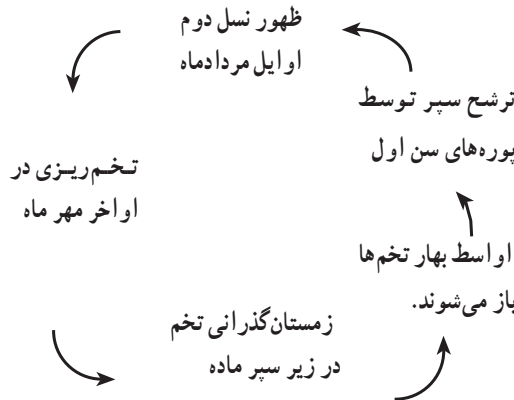 ظهور نسل دوم
اوایل مردادماه
ترشح سپر توسط
پوره‌های سن اول
تخم‌ریزی در
اواخر مهر ماه
اواسط بهار تخم‌ها
باز می‌شوند.
زمستان‌گذرانی تخم
در زیر سپر ماده